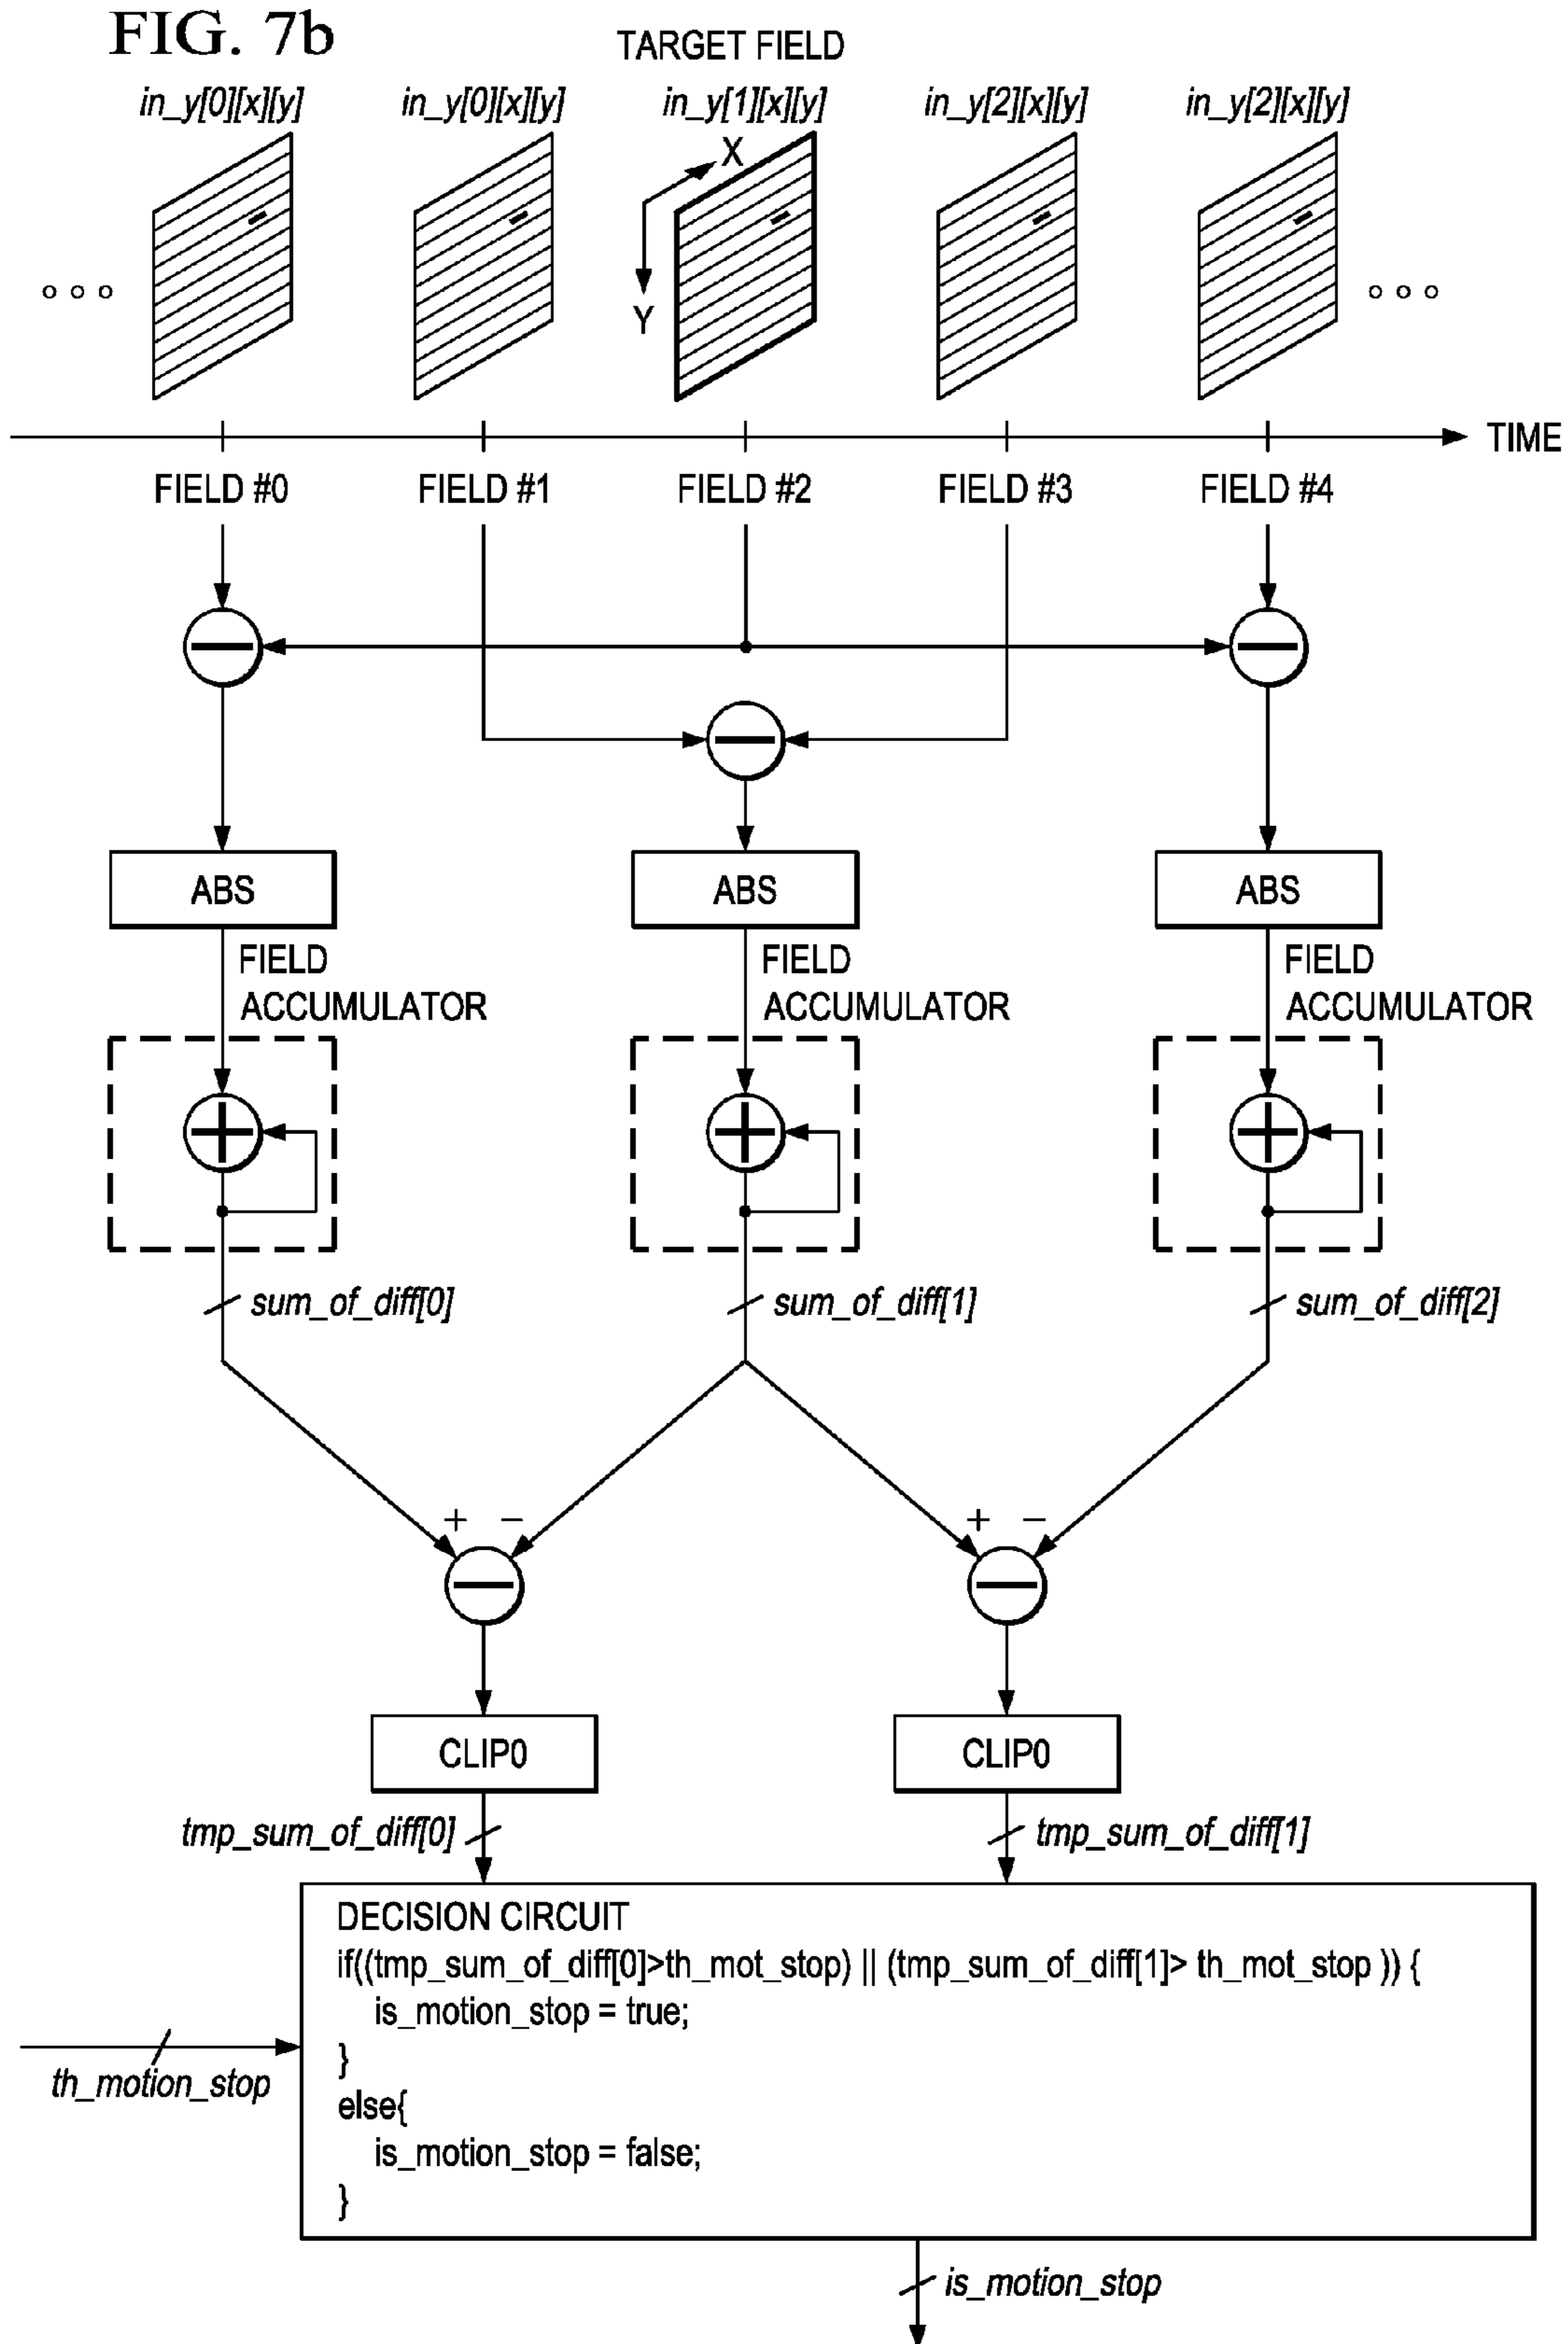 FIG. 7b
TARGET FIELD
in_y[0][x][y] in_y[0][x][y] in_y[1][x][y] in_y[2][x][y] in_y[2][x][y]
X
Y
TIME
FIELD #0 FIELD #1 FIELD #2 FIELD #3 FIELD #4
ABS ABS ABS
FIELD FIELD FIELD
ACCUMULATOR ACCUMULATOR ACCUMULATOR
sum_of_diff[0] sum_of_diff[1] sum_of_diff[2]
+ − + −
CLIP0 CLIP0
tmp_sum_of_diff[0] tmp_sum_of_diff[1]
DECISION CIRCUIT
if((tmp_sum_of_diff[0]>th_mot_stop) || (tmp_sum_of_diff[1]> th_mot_stop )) {
is_motion_stop = true;
}
th_motion_stop
else{
is_motion_stop = false;
}
is_motion_stop